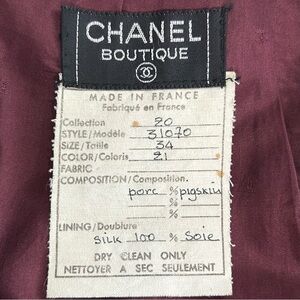 CHANEL
BOUTIQUE
MADE IN FRANCE
Fabriqué en France
Collection 20
STYLE/Modèle 31070
SIZE/Taille 34
COLOR/Coloris 21
FABRIC
COMPOSITION/Composition.
porc % pigskin
%
%
LINING/Doublure
silk 100 % Soie
DRY CLEAN ONLY
NETTOYER A SEC SEULEMENT